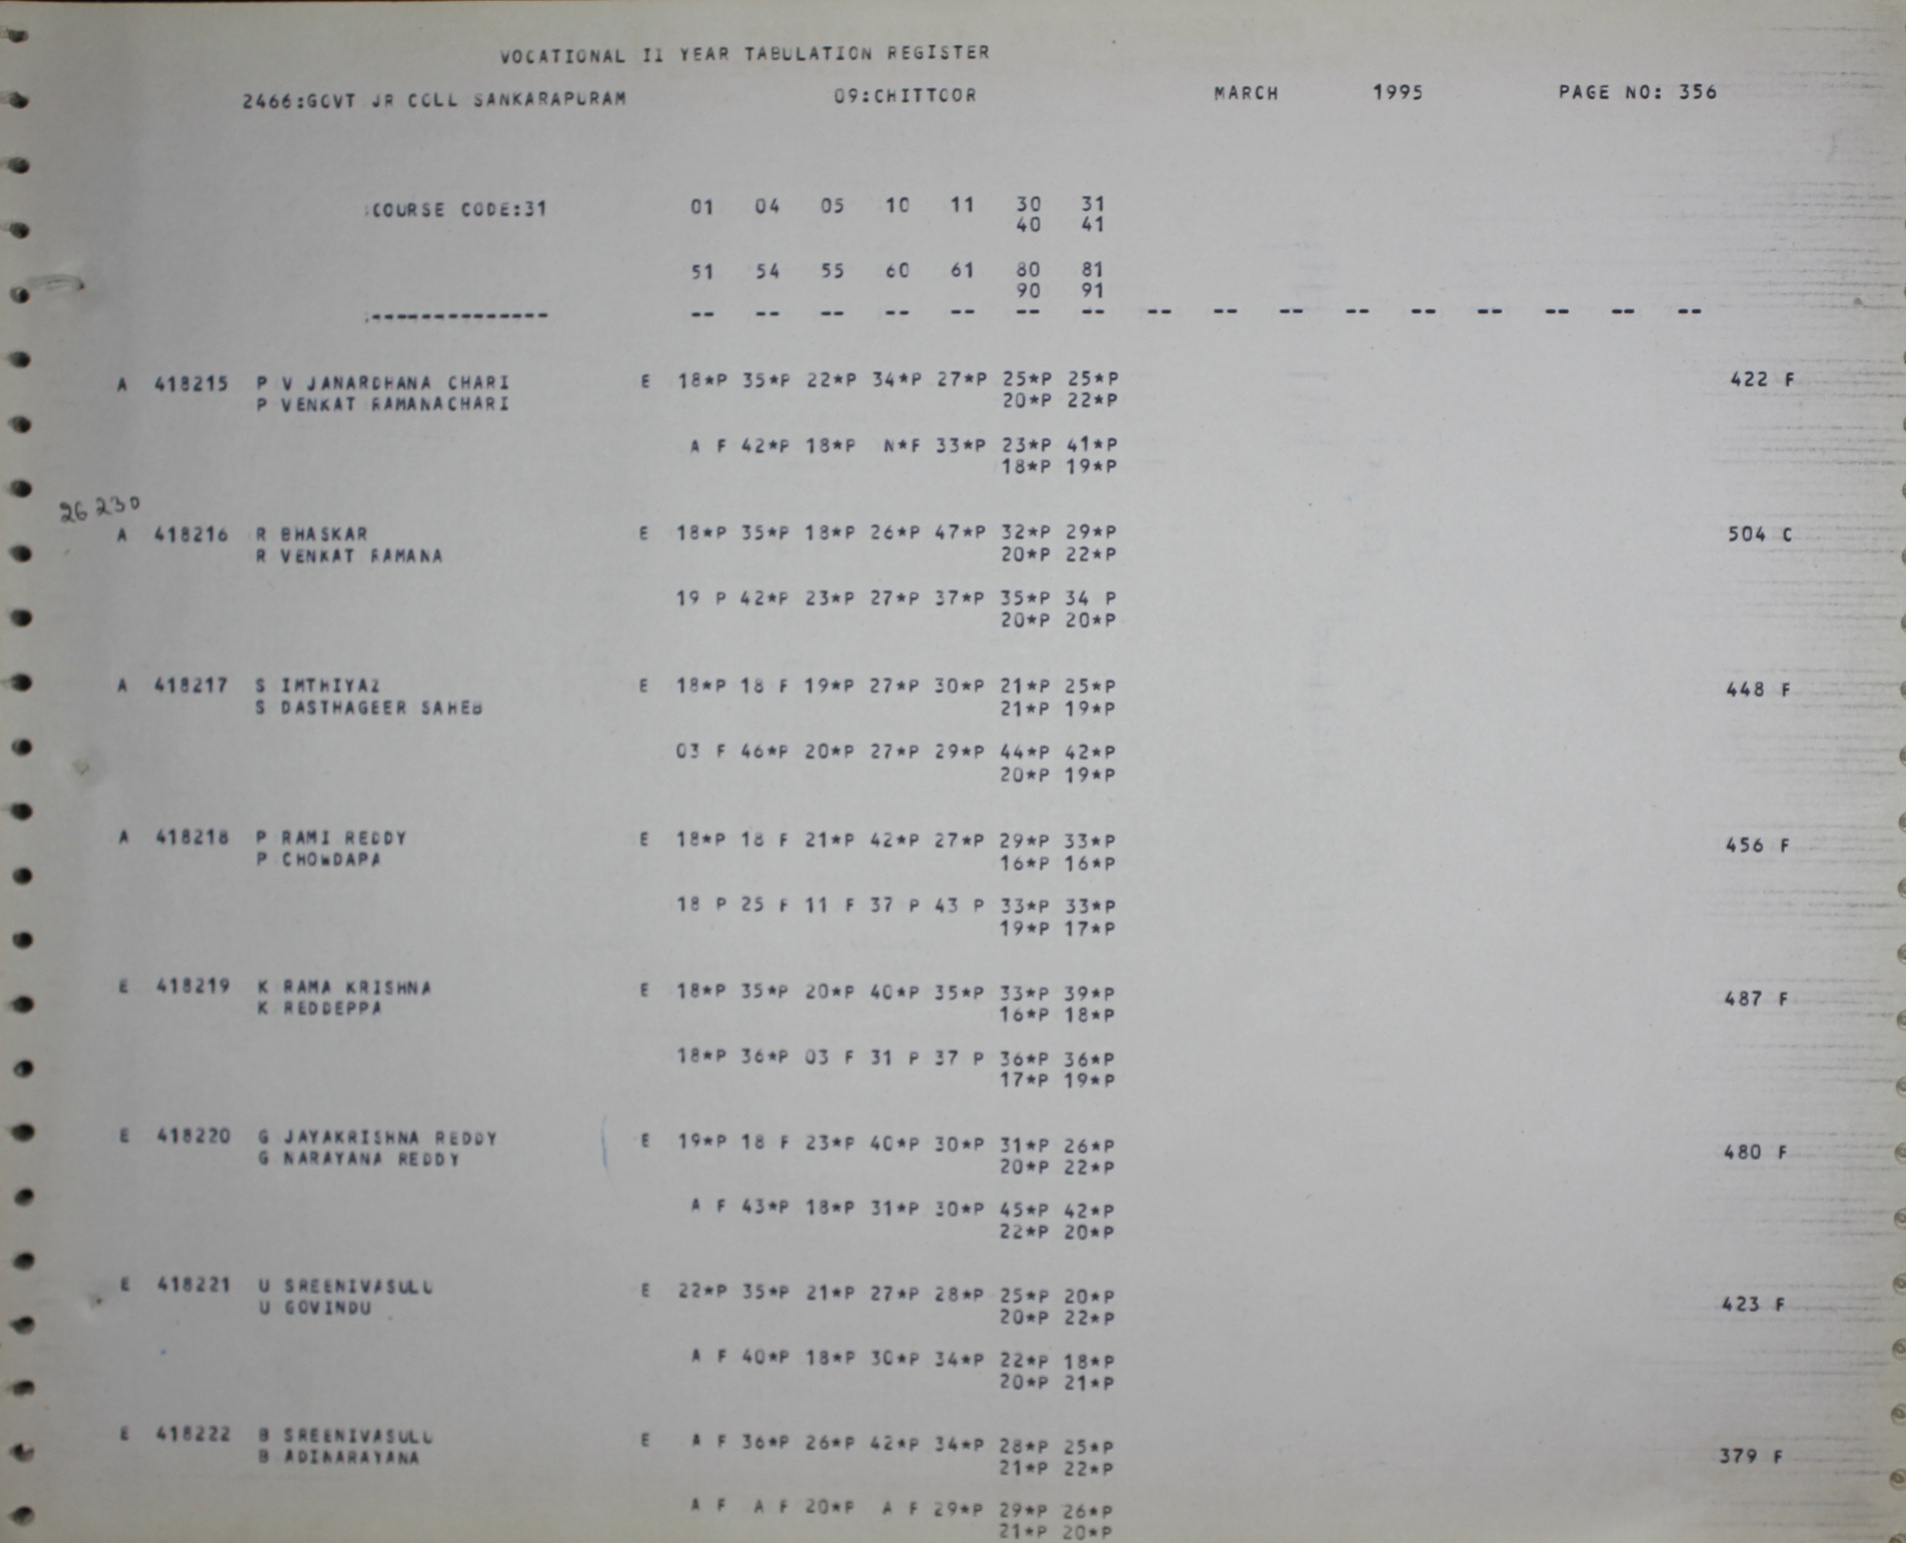 VOCATIONAL II YEAR TABULATION REGISTER
2466:GOVT JR COLL SANKARAPURAM 09:CHITTOOR MARCH 1995 PAGE NO: 356
:COURSE CODE:31 01 04 05 10 11 30 31
40 41
51 54 55 60 61 80 81
90 91
:-------------- -- -- -- -- -- -- -- -- -- -- -- -- -- -- -- --
A 418215 P V JANARDHANA CHARI E 18*P 35*P 22*P 34*P 27*P 25*P 25*P 422 F
P VENKAT RAMANACHARI 20*P 22*P
A F 42*P 18*P N*F 33*P 23*P 41*P
18*P 19*P
26 230
A 418216 R BHASKAR E 18*P 35*P 18*P 26*P 47*P 32*P 29*P 504 C
R VENKAT RAMANA 20*P 22*P
19 P 42*P 23*P 27*P 37*P 35*P 34 P
20*P 20*P
A 418217 S IMTHIYAZ E 18*P 18 F 19*P 27*P 30*P 21*P 25*P 448 F
S DASTHAGEER SAHEB 21*P 19*P
03 F 46*P 20*P 27*P 29*P 44*P 42*P
20*P 19*P
A 418218 P RAMI REDDY E 18*P 18 F 21*P 42*P 27*P 29*P 33*P 456 F
P CHOWDAPA 16*P 16*P
18 P 25 F 11 F 37 P 43 P 33*P 33*P
19*P 17*P
E 418219 K RAMA KRISHNA E 18*P 35*P 20*P 40*P 35*P 33*P 39*P 487 F
K REDDEPPA 16*P 18*P
18*P 36*P 03 F 31 P 37 P 36*P 36*P
17*P 19*P
E 418220 G JAYAKRISHNA REDDY E 19*P 18 F 23*P 40*P 30*P 31*P 26*P 480 F
G NARAYANA REDDY 20*P 22*P
A F 43*P 18*P 31*P 30*P 45*P 42*P
22*P 20*P
E 418221 U SREENIVASULU E 22*P 35*P 21*P 27*P 28*P 25*P 20*P 423 F
U GOVINDU 20*P 22*P
A F 40*P 18*P 30*P 34*P 22*P 18*P
20*P 21*P
E 418222 B SREENIVASULU E A F 36*P 26*P 42*P 34*P 28*P 25*P 379 F
B ADINARAYANA 21*P 22*P
A F A F 20*P A F 29*P 29*P 26*P
21*P 20*P